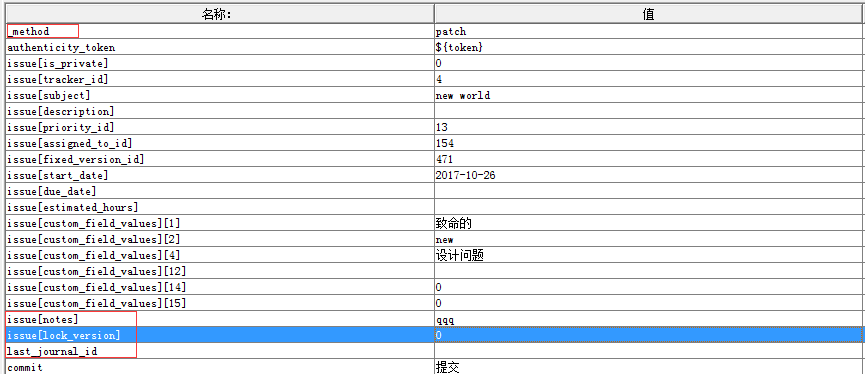 名称: 值
_method patch
authenticity_token ${token}
issue[is_private] 0
issue[tracker_id] 4
issue[subject] new world
issue[description]
issue[priority_id] 13
issue[assigned_to_id] 154
issue[fixed_version_id] 471
issue[start_date] 2017-10-26
issue[due_date]
issue[estimated_hours]
issue[custom_field_values][1] 致命的
issue[custom_field_values][2] new
issue[custom_field_values][4] 设计问题
issue[custom_field_values][12]
issue[custom_field_values][14] 0
issue[custom_field_values][15] 0
issue[notes] qqq
issue[lock_version] 0
last_journal_id
commit 提交